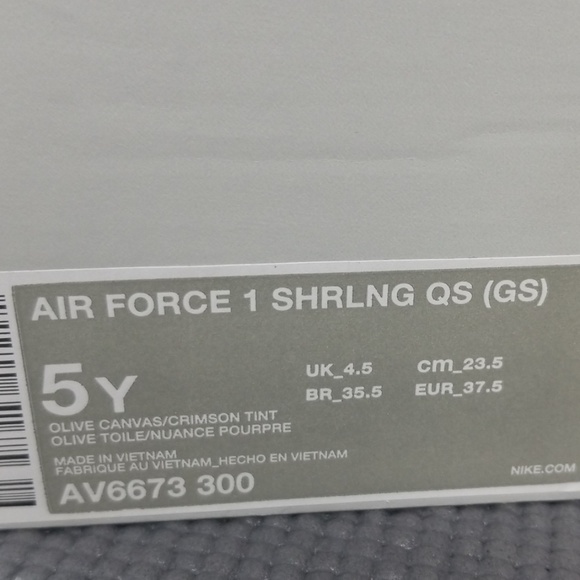 AIR FORCE 1 SHRLNG QS (GS)
5Y
UK_4.5 cm_23.5
BR_35.5 EUR_37.5
OLIVE CANVAS/CRIMSON TINT
OLIVE TOILE/NUANCE POURPRE
MADE IN VIETNAM
FABRIQUE AU VIETNAM_HECHO EN VIETNAM
AV6673 300
NIKE.COM